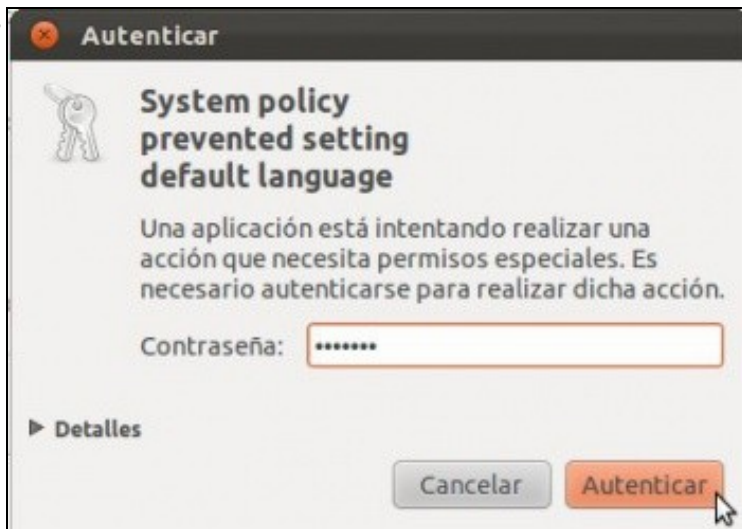 Autenticar
System policy
prevented setting
default language
Una aplicación está intentando realizar una
acción que necesita permisos especiales. Es
necesario autenticarse para realizar dicha acción.
Contraseña: •••••••
Detalles
Cancelar Autenticar